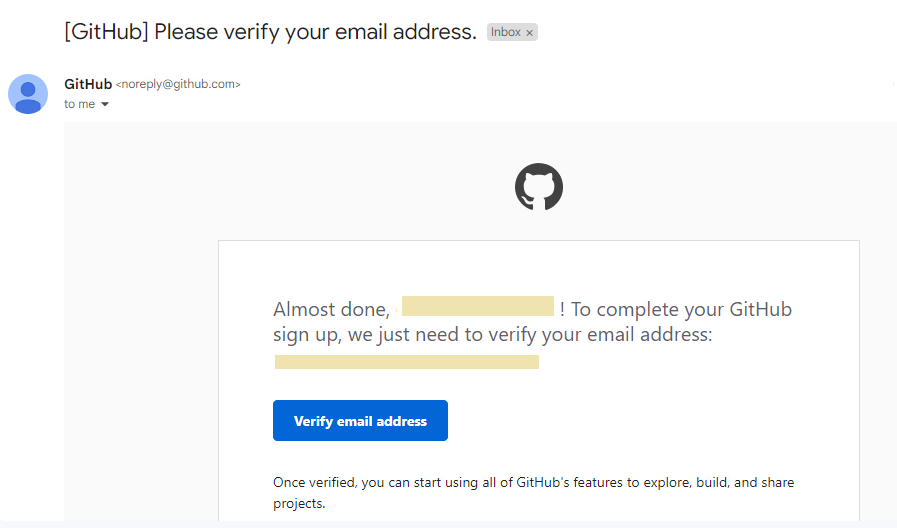 [GitHub] Please verify your email address. Inbox ×
GitHub <noreply@github.com>
to me
Almost done, ! To complete your GitHub
sign up, we just need to verify your email address:
Verify email address
Once verified, you can start using all of GitHub's features to explore, build, and share
projects.